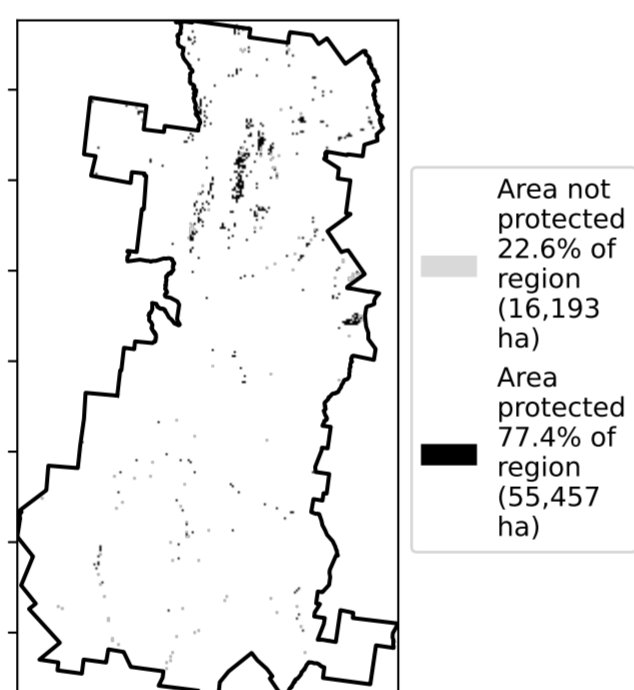 Area not
protected
22.6% of
region
(16,193
ha)
Area
protected
77.4% of
region
(55,457
ha)